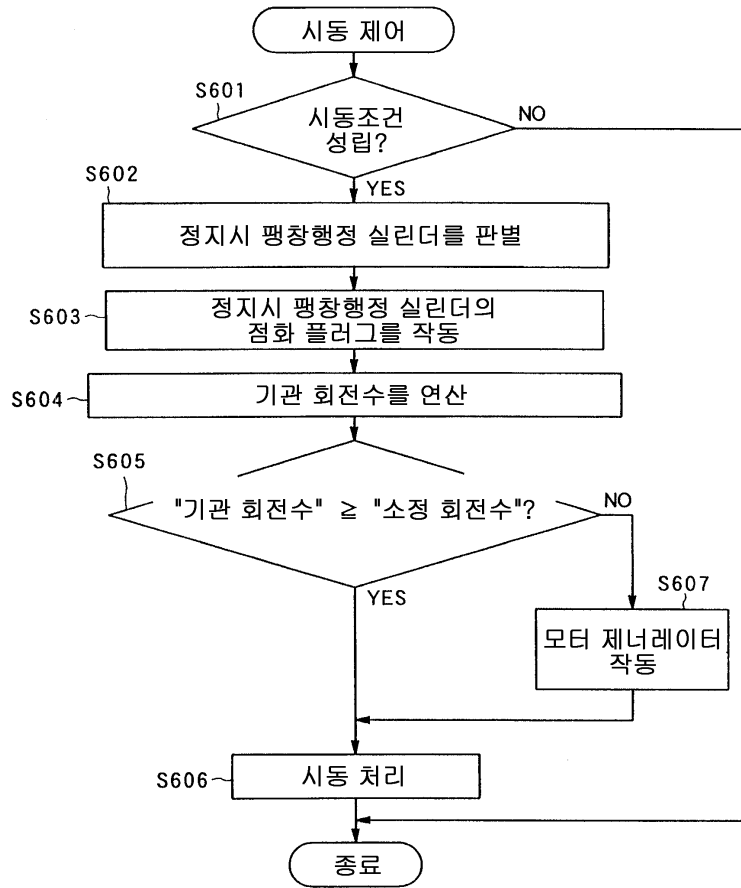 시동 제어
S601
시동조건
성립?
NO
YES
S602
정지시 팽창행정 실린더를 판별
S603
정지시 팽창행정 실린더의
점화 플러그를 작동
S604
기관 회전수를 연산
S605
"기관 회전수" ≧ "소정 회전수"?
NO
YES
S607
모터 제너레이터
작동
S606
시동 처리
종료